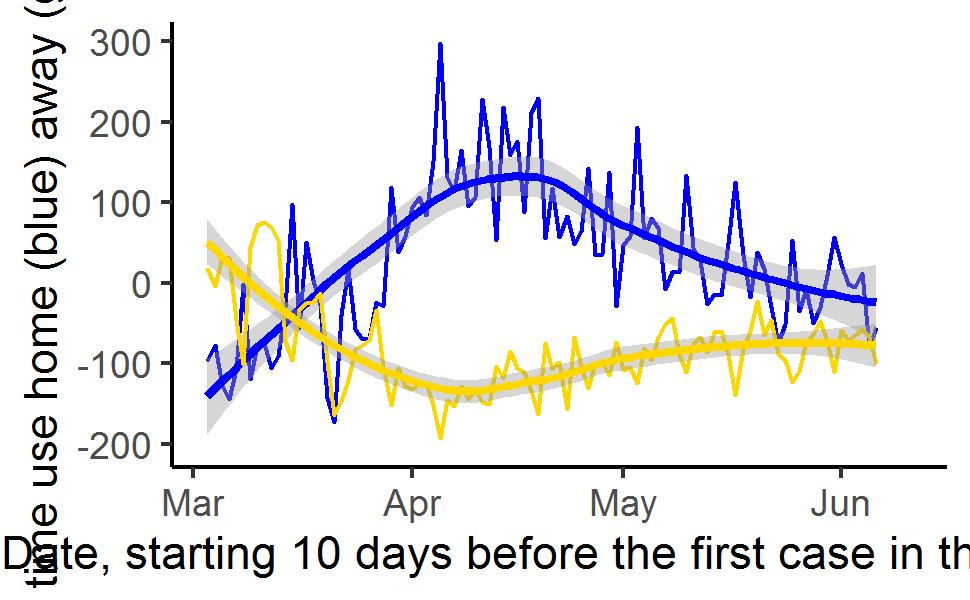 time use home (blue) away (
300
200
100
0
-100
-200
Mar Apr May Jun
Date, starting 10 days before the first case in th